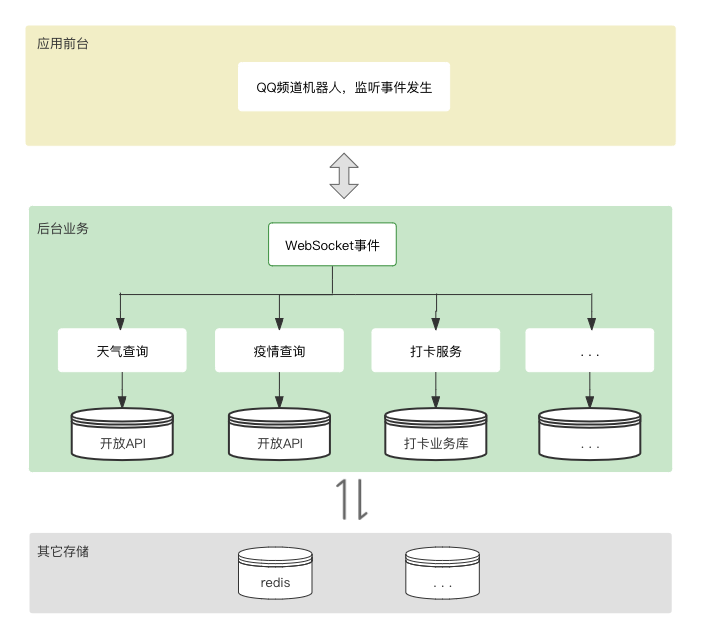 应用前台
QQ频道机器人，监听事件发生
后台业务
WebSocket事件
天气查询
疫情查询
打卡服务
. . .
开放API
开放API
打卡业务库
. . .
其它存储
redis
. . .